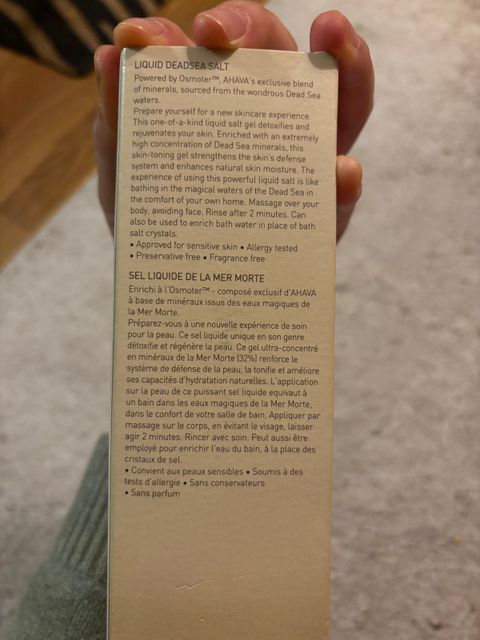 LIQUID DEADSEA SALT
Powered by Osmoter™, AHAVA's exclusive blend
of minerals, sourced from the wondrous Dead Sea
waters.
Prepare yourself for a new skincare experience.
This one-of-a-kind liquid salt gel detoxifies and
rejuvenates your skin. Enriched with an extremely
high concentration of Dead Sea minerals, this
skin-toning gel strengthens the skin's defense
system and enhances natural skin moisture. The
experience of using this powerful liquid salt is like
bathing in the magical waters of the Dead Sea in
the comfort of your own home. Massage over your
body, avoiding face. Rinse after 2 minutes. Can
also be used to enrich bath water in place of bath
salt crystals.
• Approved for sensitive skin • Allergy tested
• Preservative free • Fragrance free
SEL LIQUIDE DE LA MER MORTE
Enrichi à l'Osmoter™ - composé exclusif d'AHAVA
à base de minéraux issus des eaux magiques de
la Mer Morte.
Préparez-vous à une nouvelle expérience de soin
pour la peau. Ce sel liquide unique en son genre
détoxifie et régénère la peau. Ce gel ultra-concentré
en minéraux de la Mer Morte (32%) renforce le
système de défense de la peau, la tonifie et améliore
ses capacités d'hydratation naturelles. L'application
sur la peau de ce puissant sel liquide equivaut à
un bain dans les eaux magiques de la Mer Morte,
dans le confort de votre salle de bain. Appliquer par
massage sur le corps, en évitant le visage, laisser
agir 2 minutes. Rincer avec soin. Peut aussi être
employé pour enrichir l'eau du bain, à la place des
cristaux de sel.
• Convient aux peaux sensibles • Soumis à des
tests d'allergie • Sans conservateurs
• Sans parfum